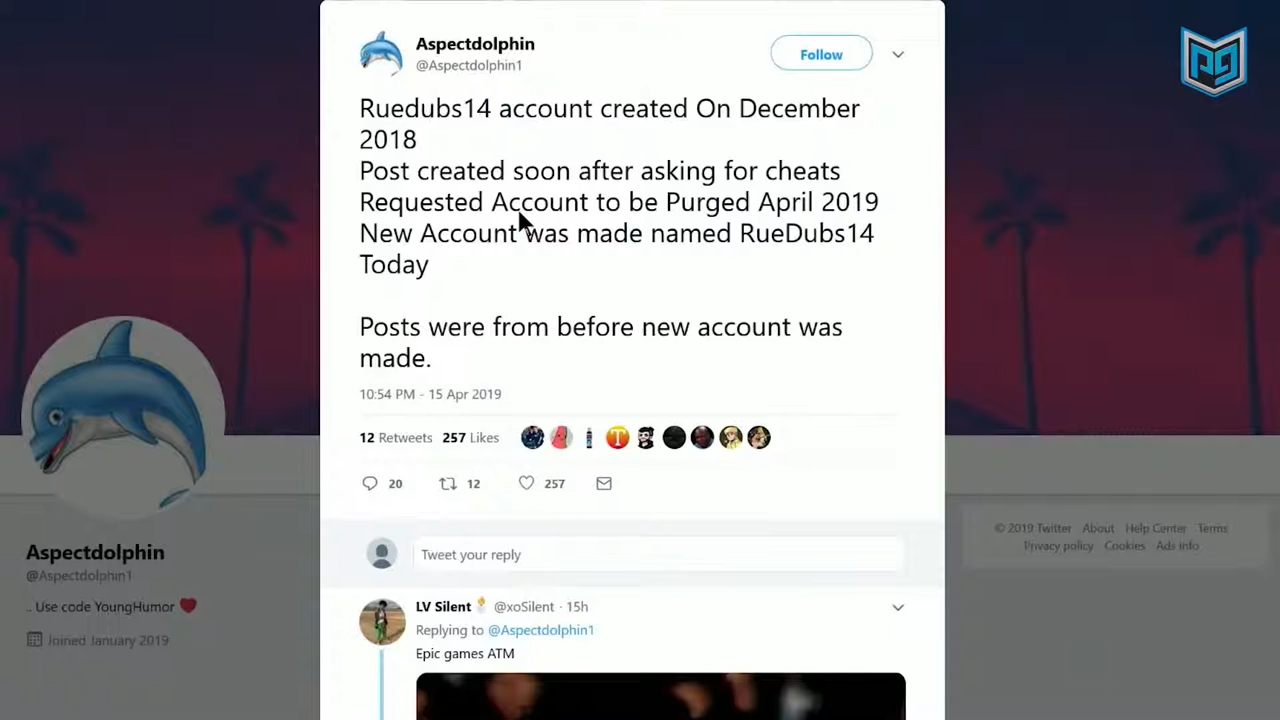 PG
Aspectdolphin
@Aspectdolphin1
Follow
Ruedubs14 account created On December
2018
Post created soon after asking for cheats
Requested Account to be Purged April 2019
New Account was made named RueDubs14
Today
Posts were from before new account was
made.
10:54 PM - 15 Apr 2019
12 Retweets 257 Likes
T
20 12 257
Tweet your reply
LV Silent @xoSilent · 15h
Replying to @Aspectdolphin1
Epic games ATM
Aspectdolphin
@Aspectdolphin1
.. Use code YoungHumor
Joined January 2019
© 2019 Twitter About Help Center Terms
Privacy policy Cookies Ads info